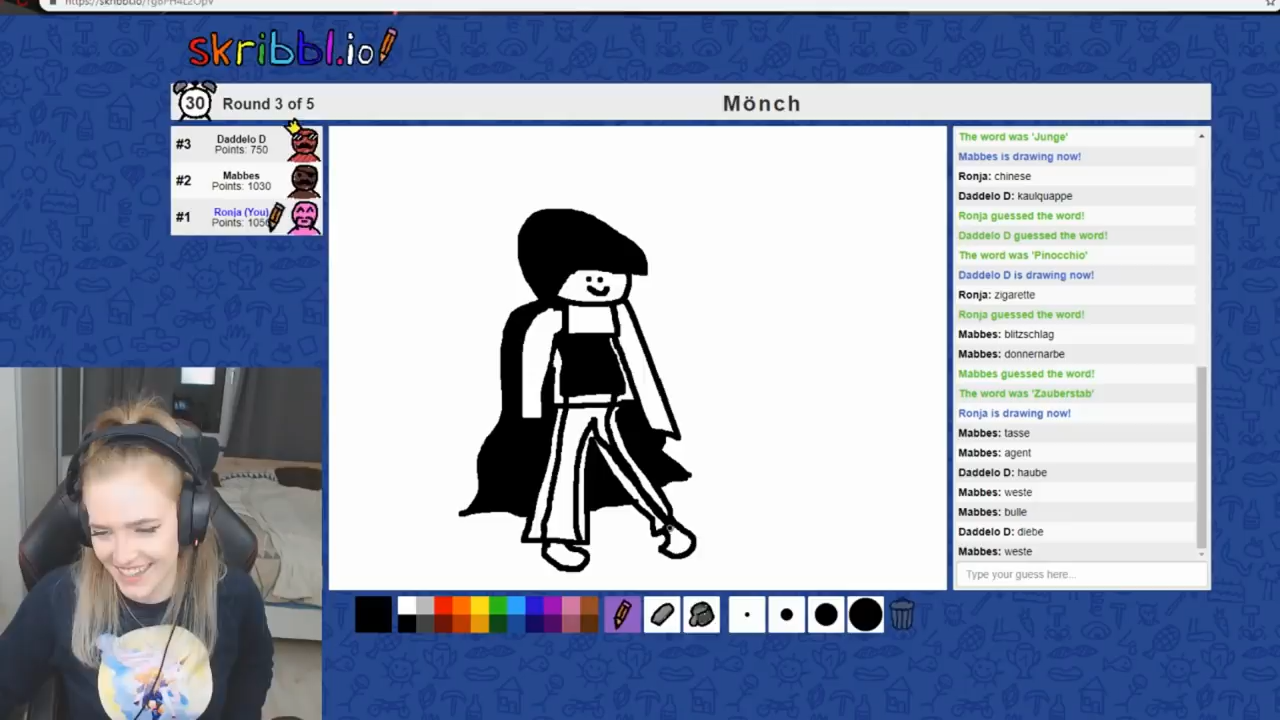 https://skribbl.io/?g6PH4L2OpV
skribbl.io
30
Round 3 of 5
Mönch
#3
Daddelo D
Points: 750
#2
Mabbes
Points: 1030
#1
Ronja (You)
The word was 'Junge'
Mabbes is drawing now!
Ronja: chinese
Daddelo D: kaulquappe
Ronja guessed the word!
Daddelo D guessed the word!
The word was 'Pinocchio'
Daddelo D is drawing now!
Ronja: zigarette
Ronja guessed the word!
Mabbes: blitzschlag
Mabbes: donnernarbe
Mabbes guessed the word!
The word was 'Zauberstab'
Ronja is drawing now!
Mabbes: tasse
Mabbes: agent
Daddelo D: haube
Mabbes: weste
Mabbes: bulle
Daddelo D: diebe
Mabbes: weste
Type your guess here...